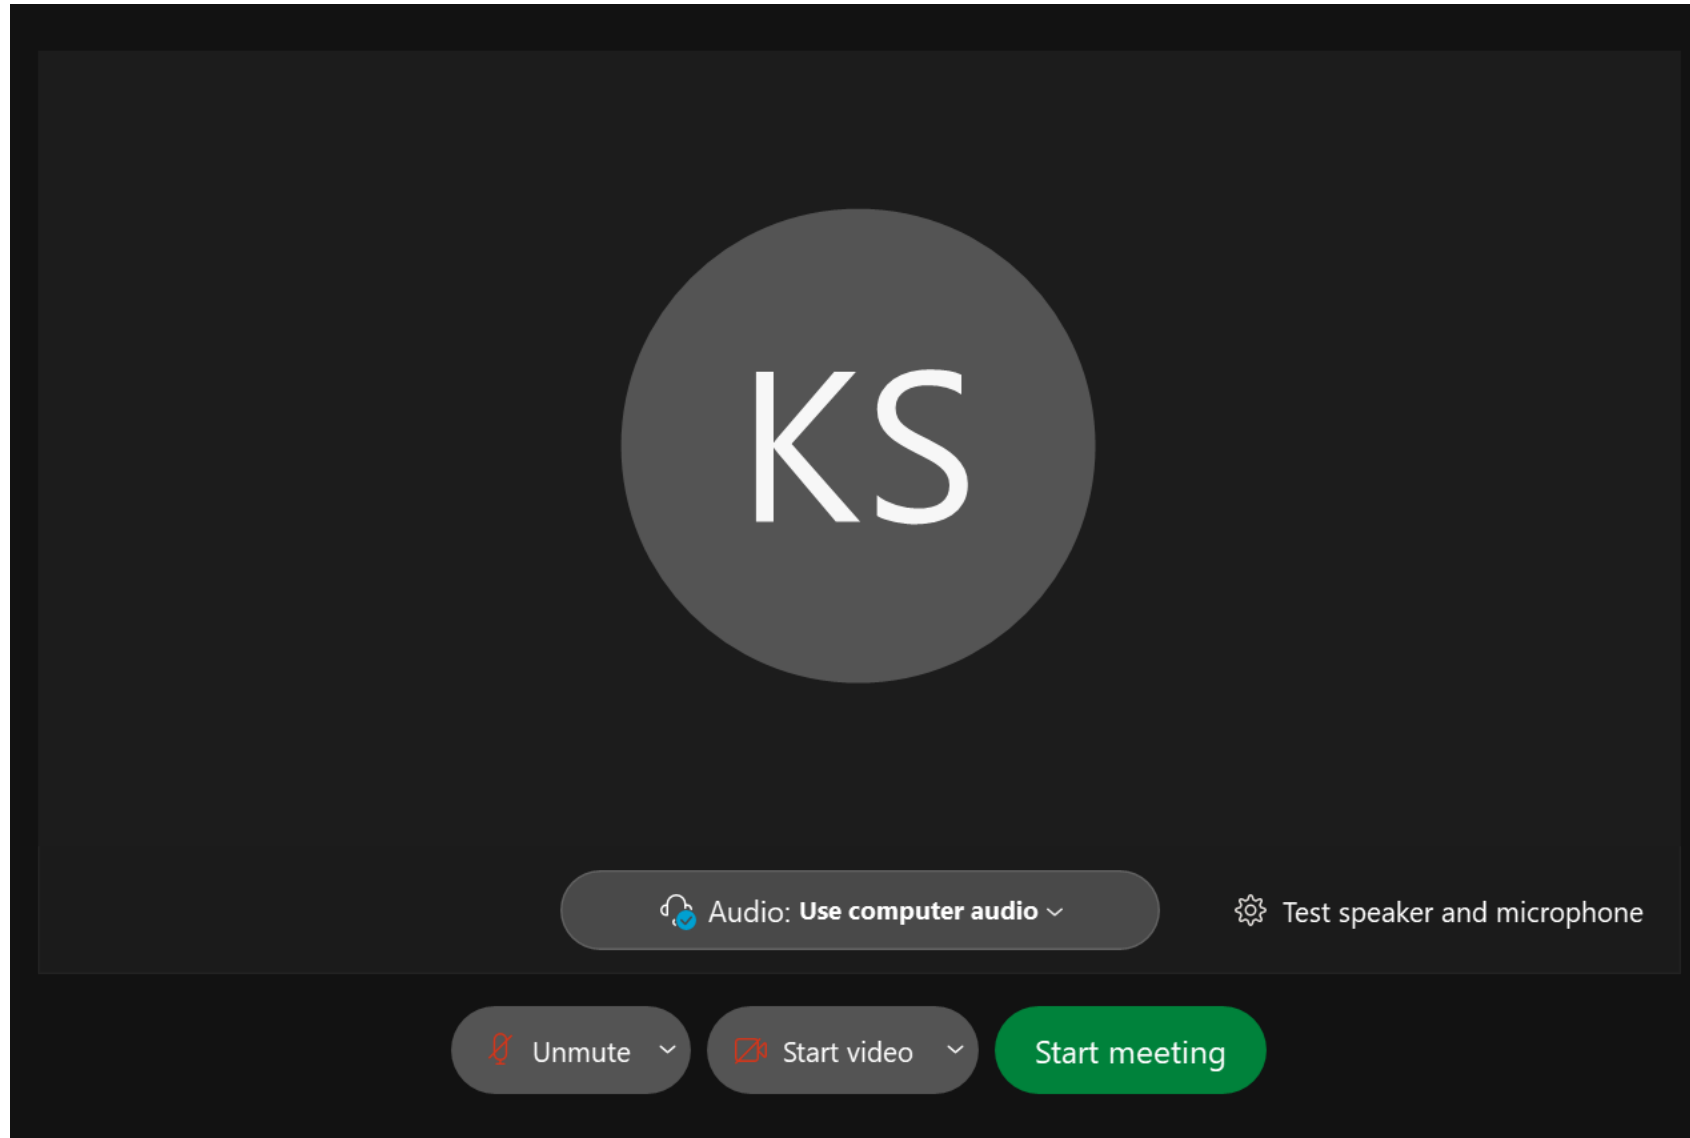 KS
Audio: Use computer audio
Test speaker and microphone
Unmute
Start video
Start meeting